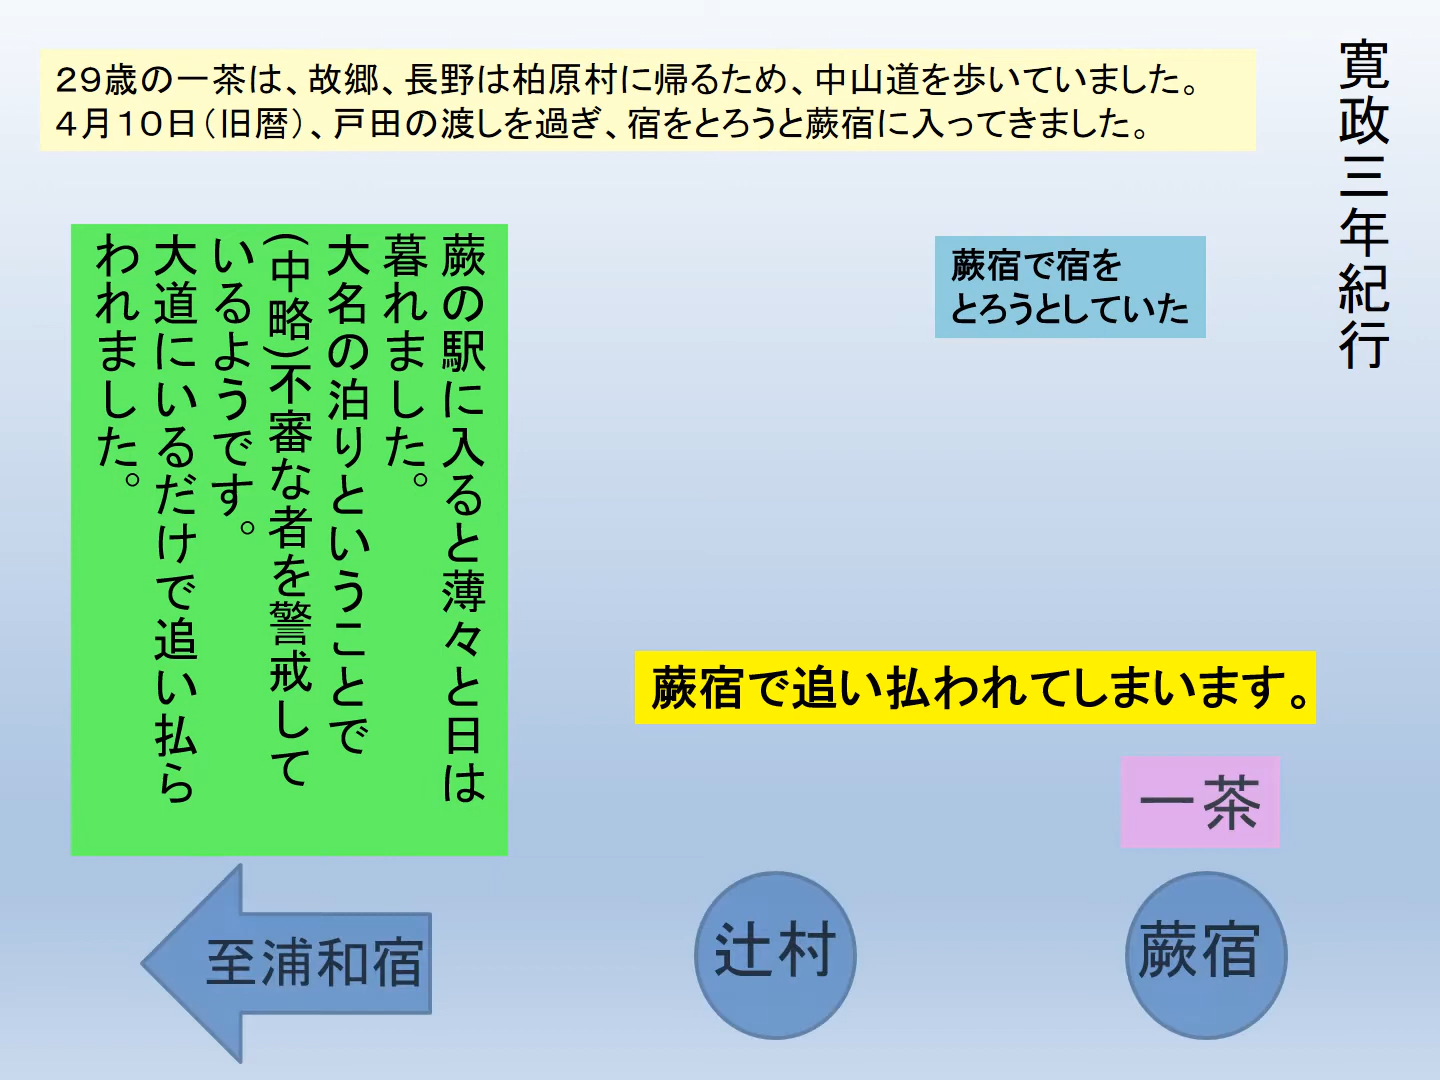 寛政三年紀行
29歳の一茶は、故郷、長野は柏原村に帰るため、中山道を歩いていました。
4月10日(旧暦)、戸田の渡しを過ぎ、宿をとろうと蕨宿に入ってきました。
蕨宿で宿を
とろうとしていた
蕨の駅に入ると薄々と日は
暮れました。
大名の泊りということで
(中略)不審な者を警戒して
いるようです。
大道にいるだけで追い払ら
われました。
蕨宿で追い払われてしまいます。
一茶
蕨宿
辻村
至浦和宿